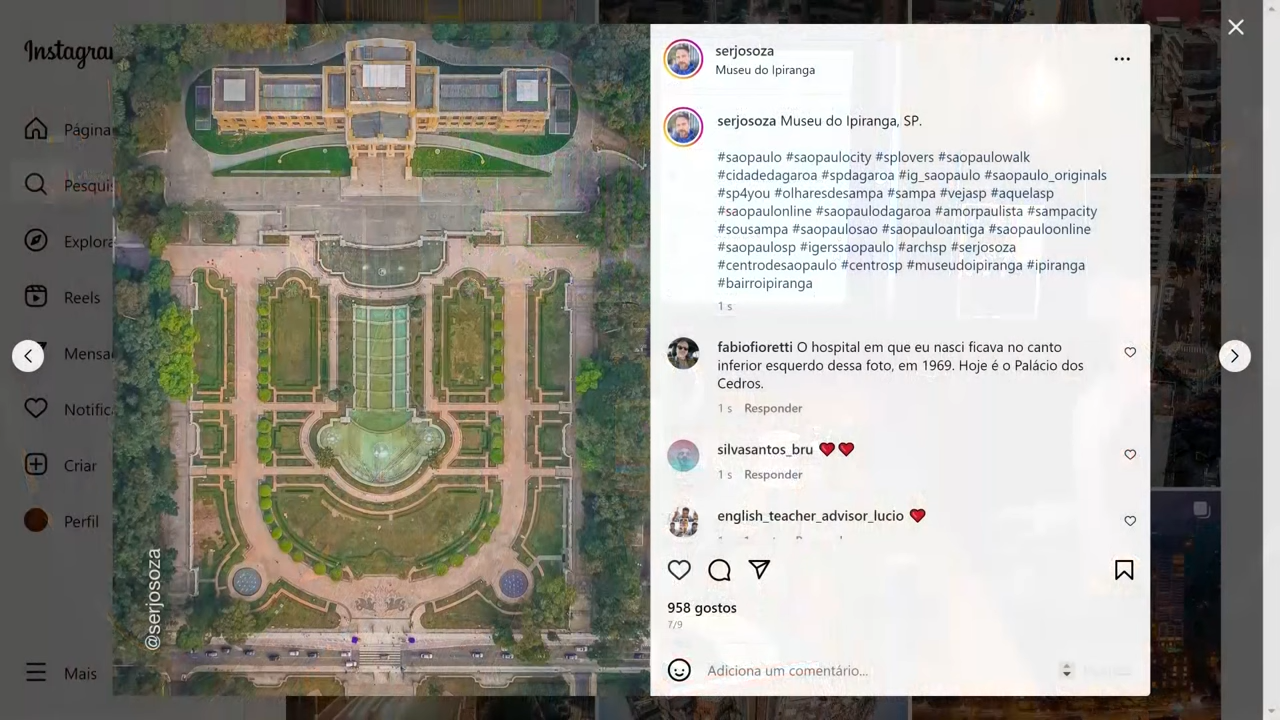 Instagra
Página
Pesqui
Explora
Reels
Mensa
Notific
Criar
Perfil
Mais
@serjosoza
serjosoza
Museu do Ipiranga
serjosoza Museu do Ipiranga, SP.
#saopaulo #saopaulocity #splovers #saopaulowalk
#cidadedagaroa #spdagaroa #ig_saopaulo #saopaulo_originals
#sp4you #olharesdesampa #sampa #vejasp #aquelasp
#saopaulonline #saopaulodagaroa #amorpaulista #sampacity
#sousampa #saopaulosao #saopauloantiga #saopauloonline
#saopaulosp #igerssaopaulo #archsp #serjosoza
#centrodesaopaulo #centrosp #museudoipiranga #ipiranga
#bairroipiranga
1 s
fabiofioretti O hospital em que eu nasci ficava no canto
inferior esquerdo dessa foto, em 1969. Hoje é o Palácio dos
Cedros.
1 s Responder
silvasantos_bru ❤️❤️
1 s Responder
english_teacher_advisor_lucio ❤️
958 gostos
7/9
Adiciona um comentário...